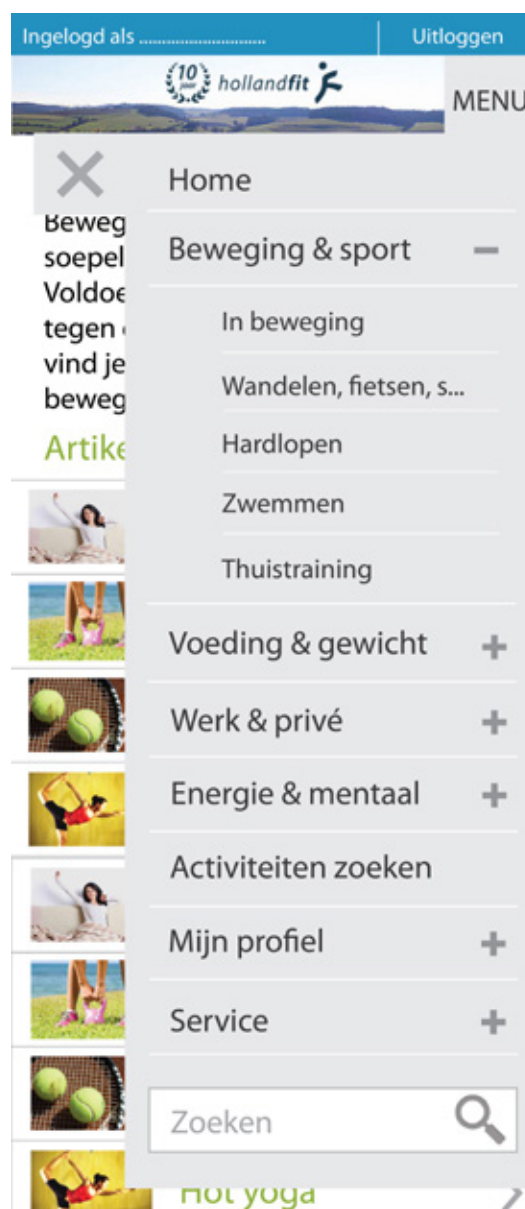 Ingelogd als ............................ Uitloggen
10 jaar hollandfit
MENU
Home
Beweg
Beweging & sport
soepel
Voldoe
In beweging
tegen
vind je
Wandelen, fietsen, s...
beweg
Hardlopen
Artike
Zwemmen
Thuistraining
Voeding & gewicht
Werk & privé
Energie & mentaal
Activiteiten zoeken
Mijn profiel
Service
Zoeken
Hot yoga